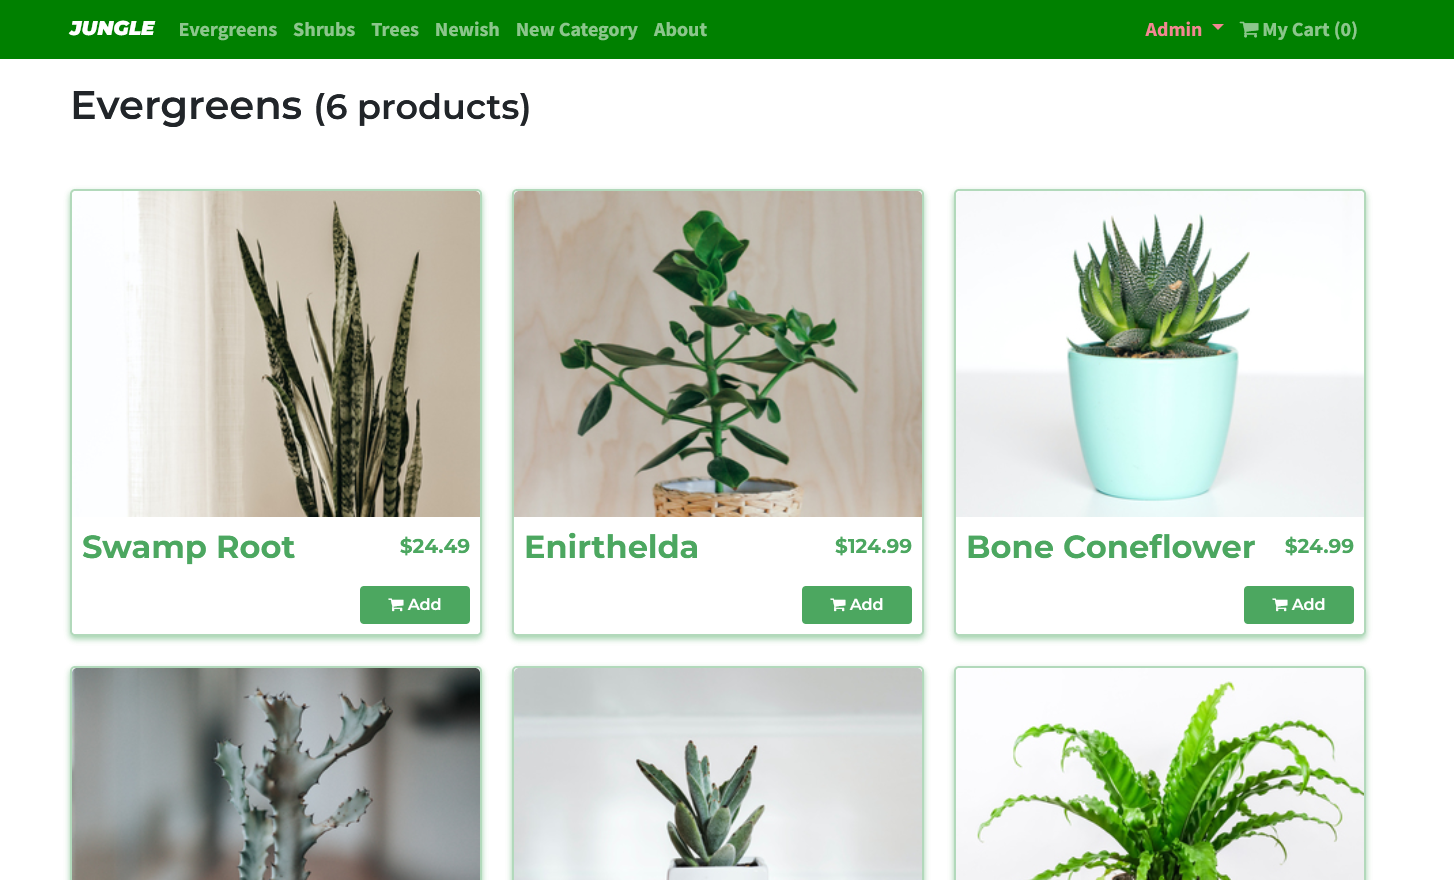 JUNGLE Evergreens Shrubs Trees Newish New Category About Admin My Cart (0)
Evergreens (6 products)
Swamp Root $24.49
Add
Enirthelda $124.99
Add
Bone Coneflower $24.99
Add